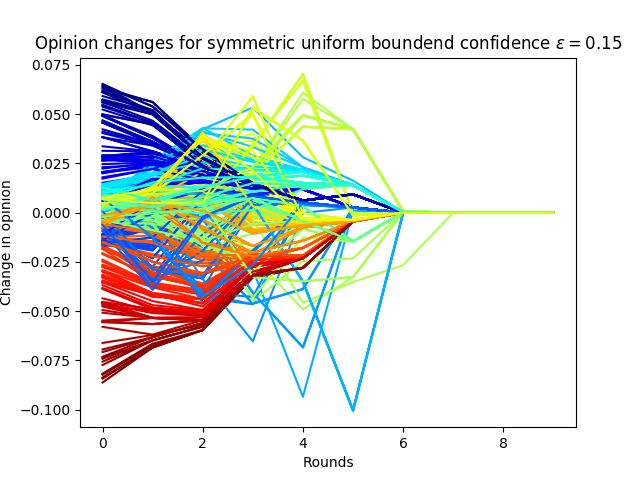 Opinion changes for symmetric uniform boundend confidence ε = 0.15
0.075
0.050
0.025
0.000
−0.025
−0.050
−0.075
−0.100
Change in opinion
0 2 4 6 8
Rounds